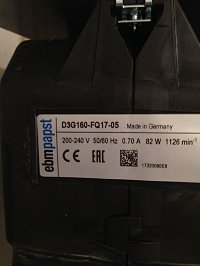 ebmpapst
D3G160-FQ17-05 Made in Germany
200-240 V 50/60 Hz 0.70 A 82 W 1126 min⁻¹
CE EAC